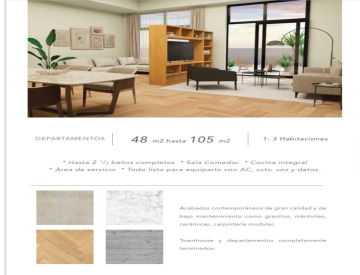 DEPARTAMENTOS
48 m2 hasta 105 m2
1- 3 Habitaciones
* Hasta 2 ½ baños completos * Sala Comedor * Cocina integral
* Área de servicio * Todo listo para equiparlo con AC, cctv, voz y datos.
Acabados contemporáneos de gran calidad y de
bajo mantenimiento como granitos, mármoles,
cerámicas, carpintería modular.
Townhouse y departamentos completamente
terminados.